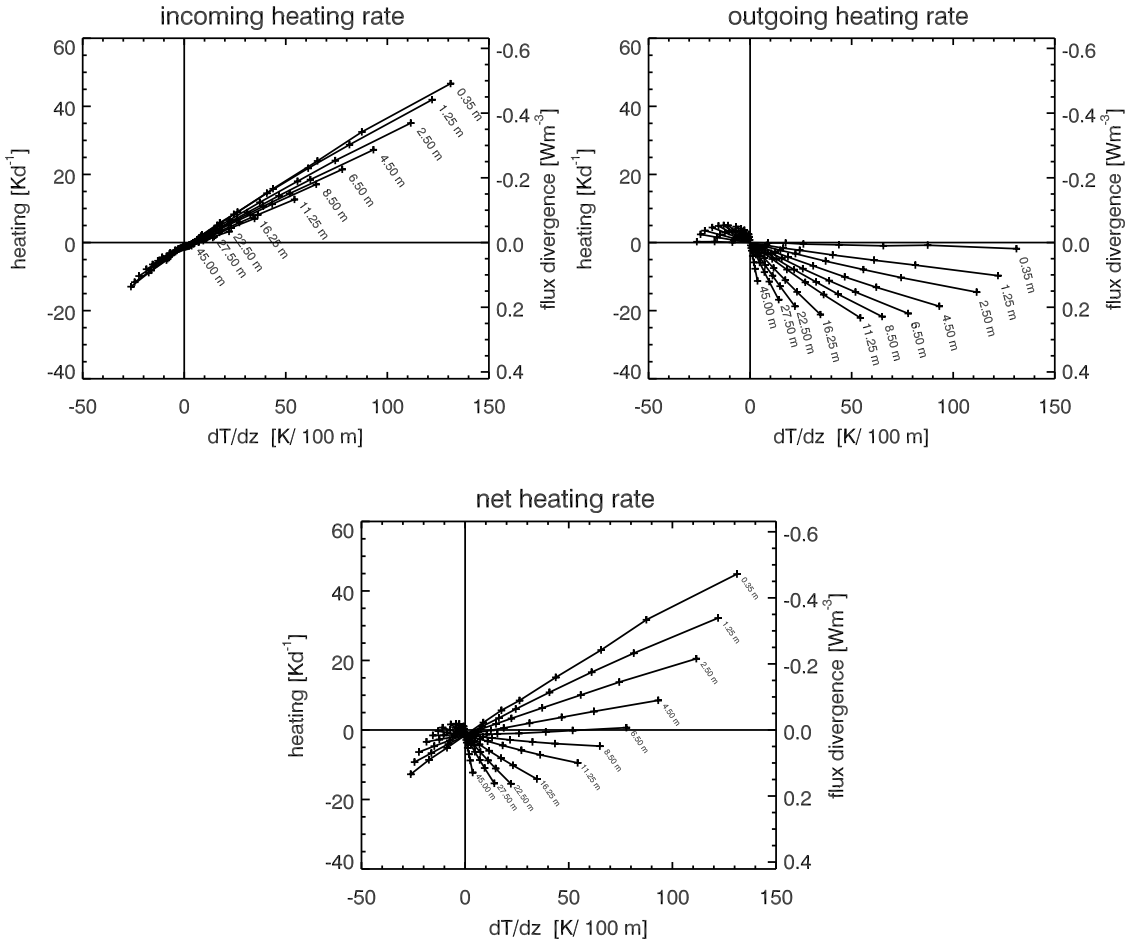 incoming heating rate
60
40
20
0
-20
-40
heating [Kd-1]
-0.6
-0.4
-0.2
0.0
0.2
0.4
flux divergence [Wm-3]
0.35 m
1.25 m
2.50 m
4.50 m
6.50 m
8.50 m
11.25 m
16.25 m
22.50 m
27.50 m
45.00 m
-50 0 50 100 150
dT/dz [K/ 100 m]
outgoing heating rate
60
40
20
0
-20
-40
heating [Kd-1]
-0.6
-0.4
-0.2
0.0
0.2
0.4
flux divergence [Wm-3]
0.35 m
1.25 m
2.50 m
4.50 m
6.50 m
8.50 m
11.25 m
16.25 m
22.50 m
27.50 m
45.00 m
-50 0 50 100 150
dT/dz [K/ 100 m]
net heating rate
60
40
20
0
-20
-40
heating [Kd-1]
-0.6
-0.4
-0.2
0.0
0.2
0.4
flux divergence [Wm-3]
0.35 m
1.25 m
2.50 m
4.50 m
6.50 m
8.50 m
11.25 m
16.25 m
22.50 m
27.50 m
45.00 m
-50 0 50 100 150
dT/dz [K/ 100 m]